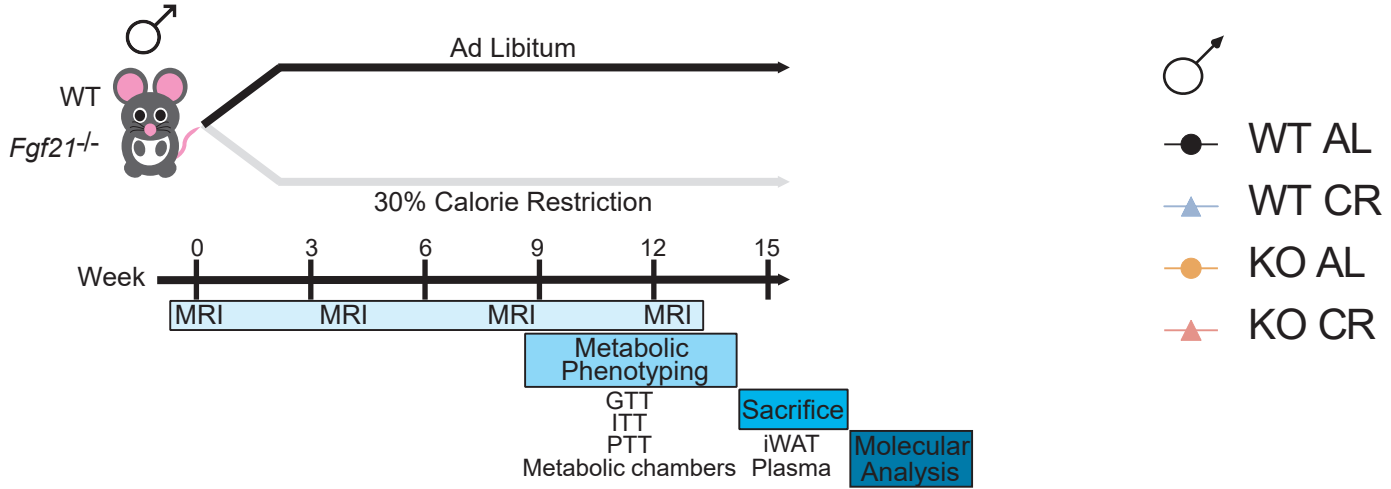 Ad Libitum
WT
Fgf21-/-
30% Calorie Restriction
0 3 6 9 12 15
Week
MRI MRI MRI MRI
Metabolic
Phenotyping
GTT
ITT
PTT
Metabolic chambers
Sacrifice
iWAT
Plasma
Molecular
Analysis
WT AL
WT CR
KO AL
KO CR